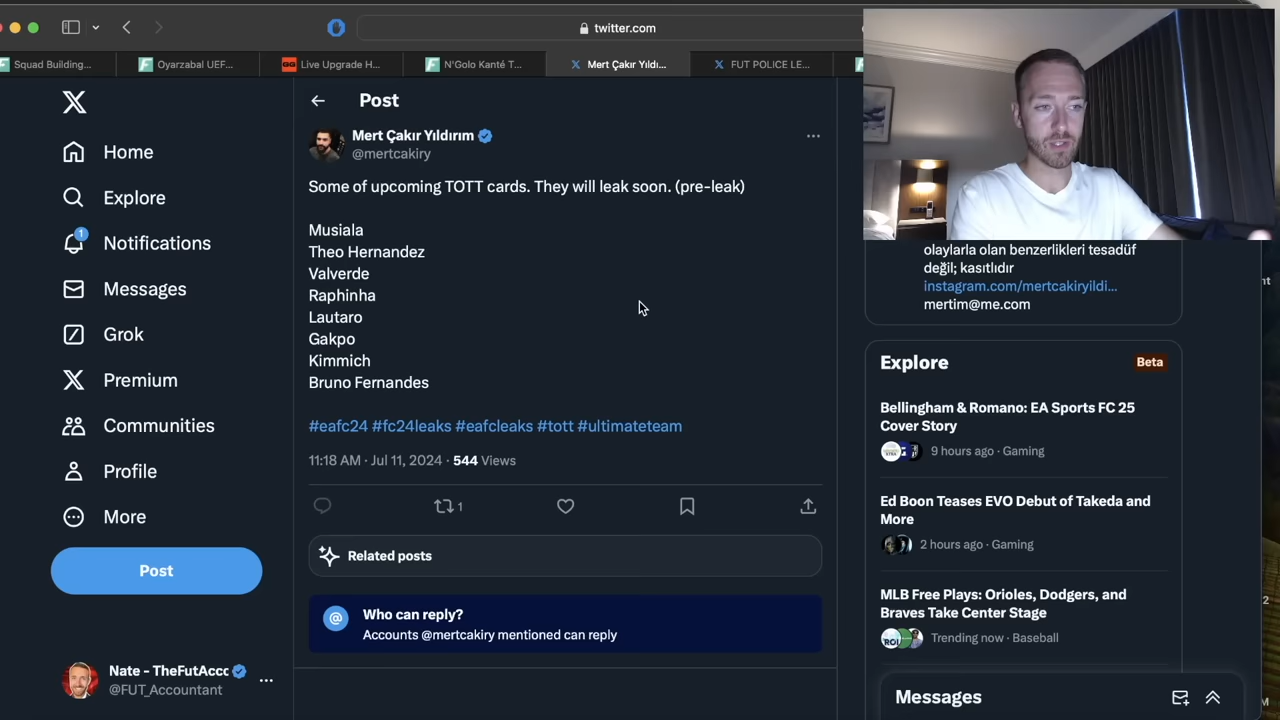 twitter.com
Squad Building...
Oyarzabal UEF...
GG
Live Upgrade H...
N'Golo Kanté T...
Mert Çakır Yıldı...
FUT POLICE LE...
Home
Explore
1
Notifications
Messages
Grok
Premium
Communities
Profile
More
Post
Nate - TheFutAcc
@FUT_Accountant
Post
Mert Çakır Yıldırım
@mertcakiry
Some of upcoming TOTT cards. They will leak soon. (pre-leak)
Musiala
Theo Hernandez
Valverde
Raphinha
Lautaro
Gakpo
Kimmich
Bruno Fernandes
#eafc24 #fc24leaks #eafcleaks #tott #ultimateteam
11:18 AM · Jul 11, 2024 · 544 Views
1
Related posts
Who can reply?
Accounts @mertcakiry mentioned can reply
olaylarla olan benzerlikleri tesadüf
değil; kasıtlıdır
instagram.com/mertcakiryildi...
mertim@me.com
Explore
Beta
Bellingham & Romano: EA Sports FC 25
Cover Story
9 hours ago · Gaming
Ed Boon Teases EVO Debut of Takeda and
More
2 hours ago · Gaming
MLB Free Plays: Orioles, Dodgers, and
Braves Take Center Stage
Trending now · Baseball
Messages